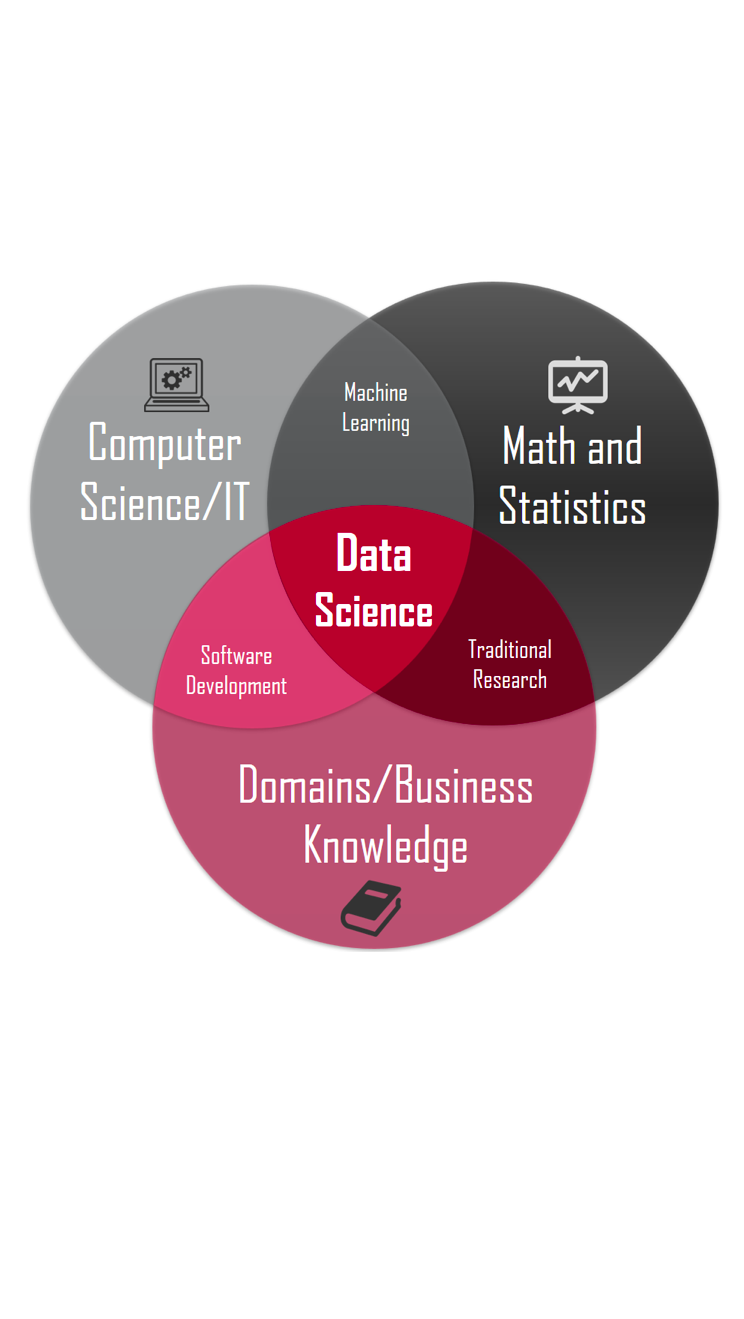 Machine
Learning
Computer
Science/IT
Math and
Statistics
Data
Science
Software
Development
Traditional
Research
Domains/Business
Knowledge